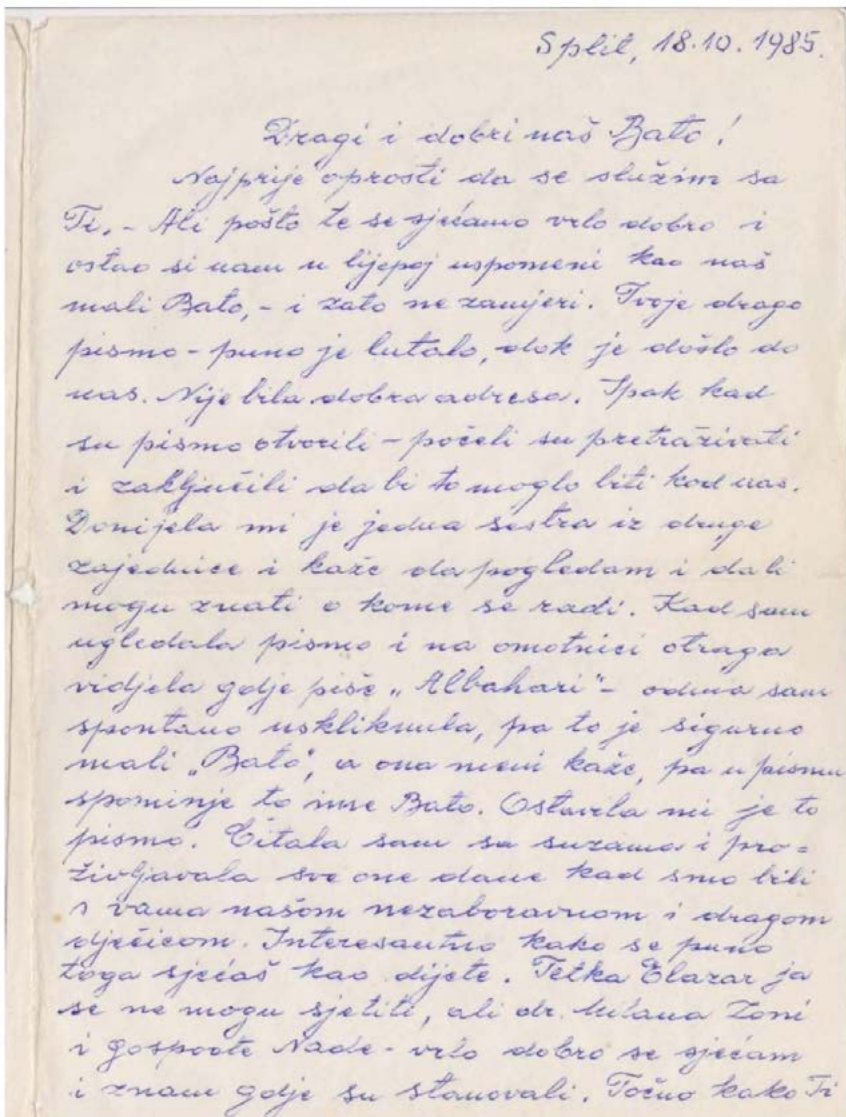 Split, 18.10.1985.
Dragi i dobri naš Bato!
Najprije oprosti da se služim sa
Ti. - Ali pošto te se sjećamo vrlo dobro i
ostao si nam u lijepoj uspomeni kao naš
mali Bato, - i zato ne zamjeri. Tvoje drago
pismo - puno je lutalo, dok je došlo do
nas. Nije bila dobra adresa. Ipak kad
su pismo otvorili - počeli su pretraživati
i zaključili da bi to moglo biti kod nas.
Donijela mi je jedna sestra iz druge
zajednice i kaže da pogledam i da li
mogu znati o kome se radi. Kad sam
ugledala pismo i na omotnici otraga
vidjela gdje piše „Albahari" - odma sam
spontano uskliknula, pa to je sigurno
mali „Bato", a ona meni kaže, pa u pismu
spominje to ime Bato. Ostavila mi je to
pismo. Čitala sam sa suzama i pro=
življavala sve one dane kad smo bili
s vama našom nezaboravnom i dragom
dječicom. Interesantno kako se puno
toga sjećaš kao dijete. Tetka Elazar ja
se ne mogu sjetiti, ali dr. Milana Zoni
i gospođe Nade - vrlo dobro se sjećam
i znam gdje su stanovali. Točno kako Ti